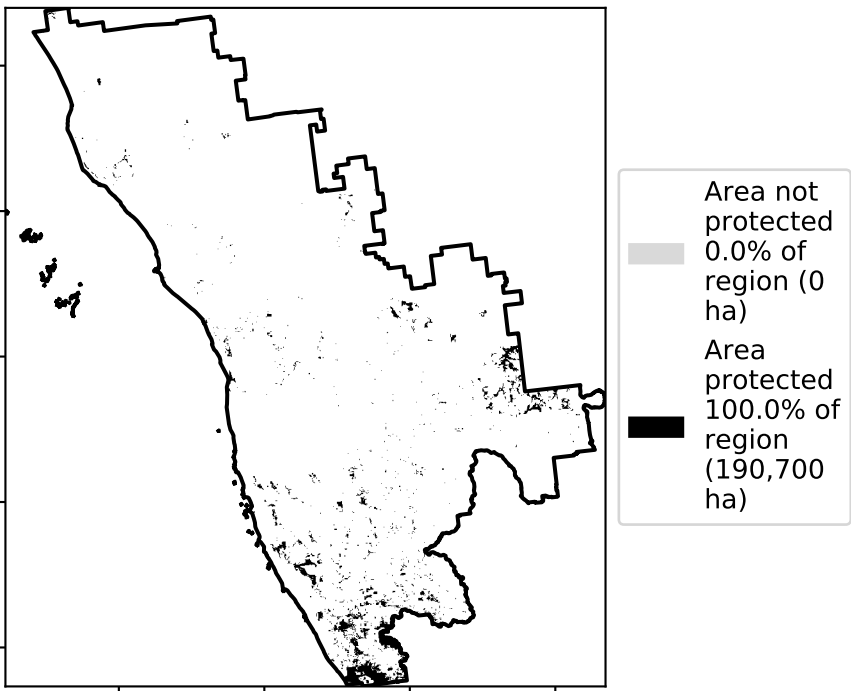 Area not
protected
0.0% of
region (0
ha)
Area
protected
100.0% of
region
(190,700
ha)